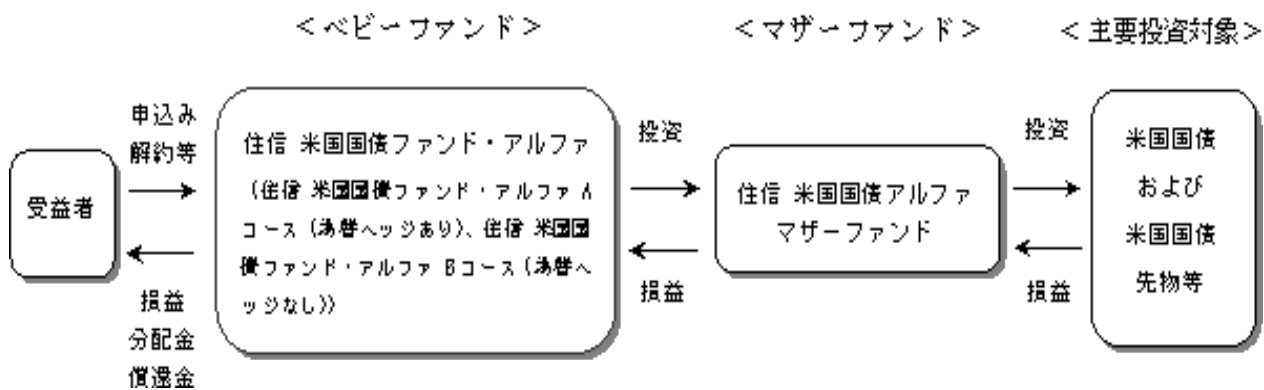 ＜ベビーファンド＞
＜マザーファンド＞
＜主要投資対象＞
受益者
申込み
解約等
損益
分配金
償還金
住信 米国国債ファンド・アルファ
（住信 米国国債ファンド・アルファ A
コース（為替ヘッジあり）、住信 米国国
債ファンド・アルファ Bコース（為替ヘ
ッジなし））
投資
損益
住信 米国国債アルファ
マザーファンド
投資
損益
米国国債
および
米国国債
先物等